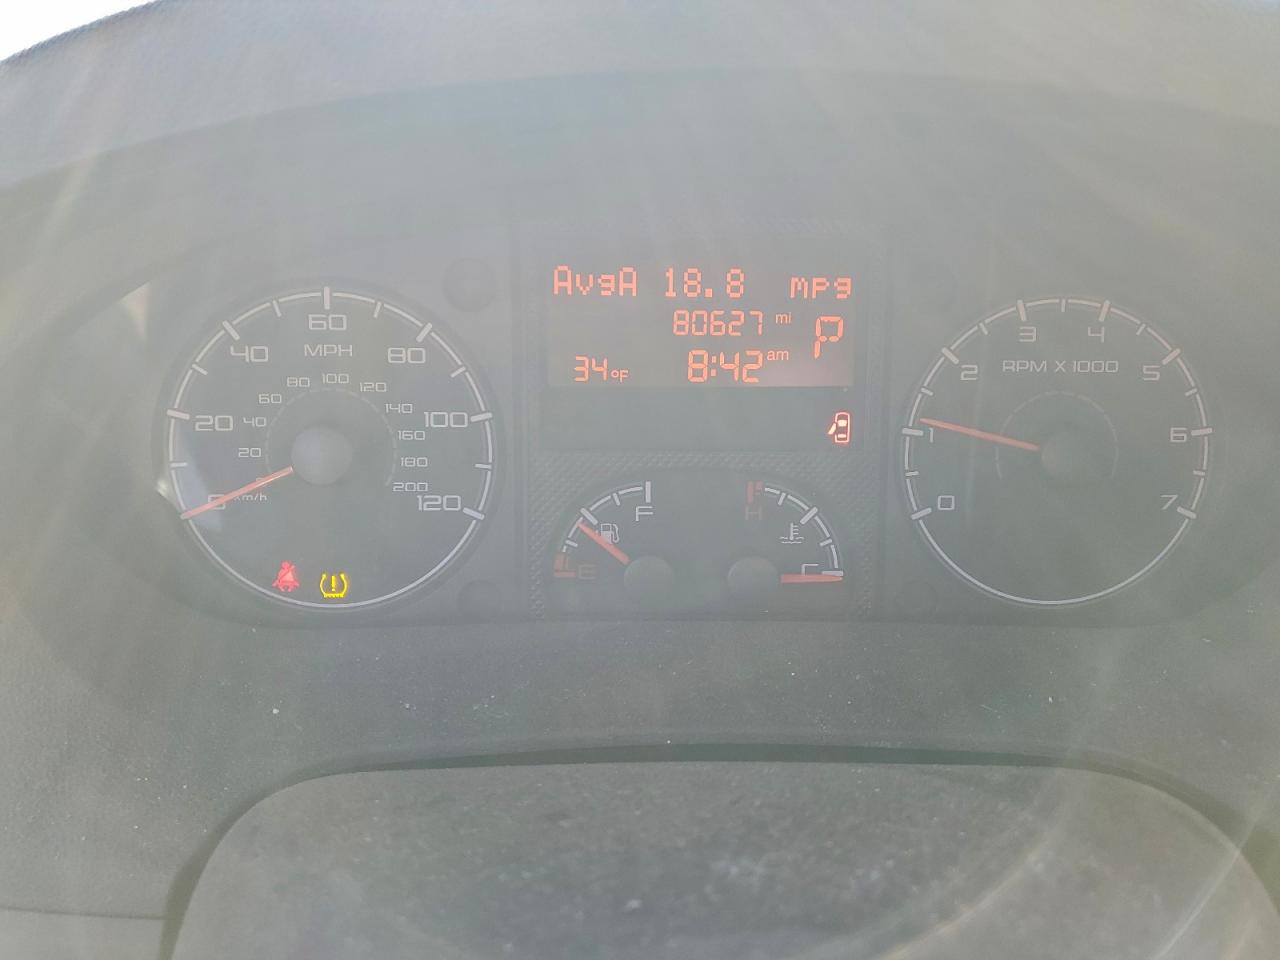 AvgA 18.8 mpg
80627 mi
P
34°F 8:42 am
0 20 40 60 80 100 120
MPH
20 40 60 80 100 120 140 160 180 200
km/h
E F
H C
0 1 2 3 4 5 6 7
RPM X 1000
!